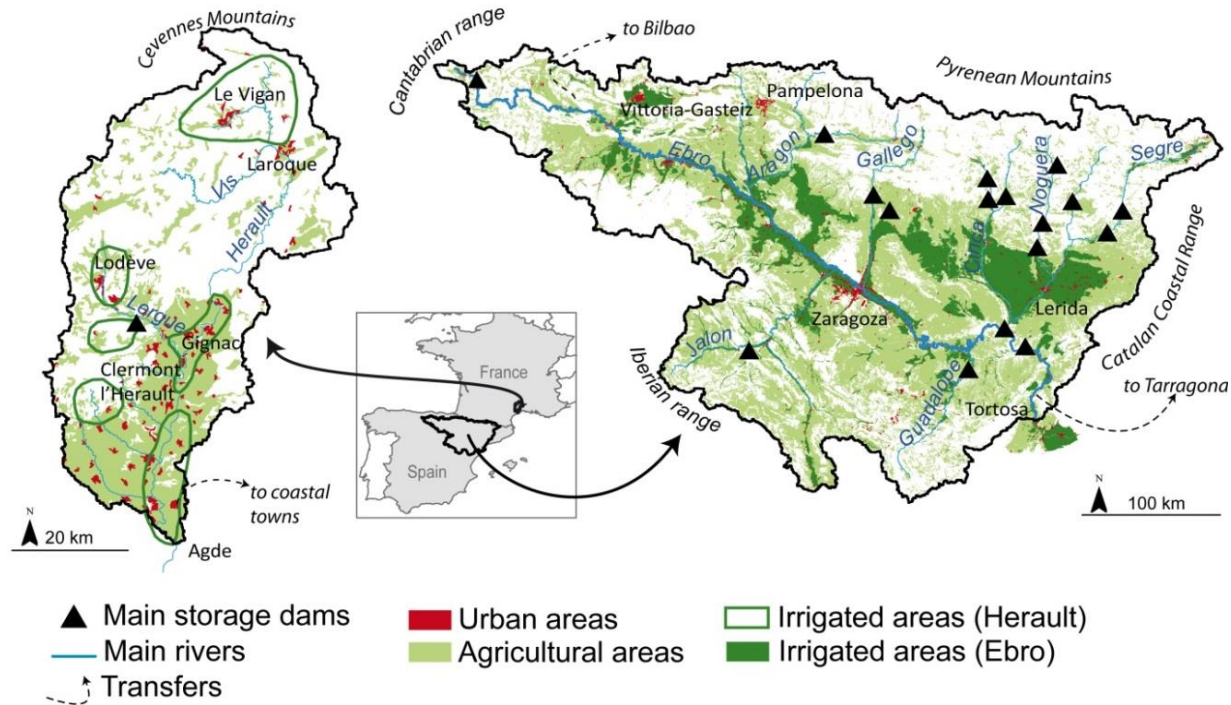 Cevennes Mountains
Le Vigan
Laroque
Vis
Herault
Lodeve
Largue
Gignac
Clermont
l'Herault
to coastal
towns
Agde
N
20 km
Cantabrian range
to Bilbao
Pyrenean Mountains
Vittoria-Gasteiz
Pampelona
Ebro
Aragon
Gallego
Cinca
Noguera
Segre
Catalan Coastal Range
Zaragoza
Lerida
Jalon
Iberian range
Guadalope
Tortosa
to Tarragona
N
100 km
France
Spain
Main storage dams
Main rivers
Transfers
Urban areas
Agricultural areas
Irrigated areas (Herault)
Irrigated areas (Ebro)